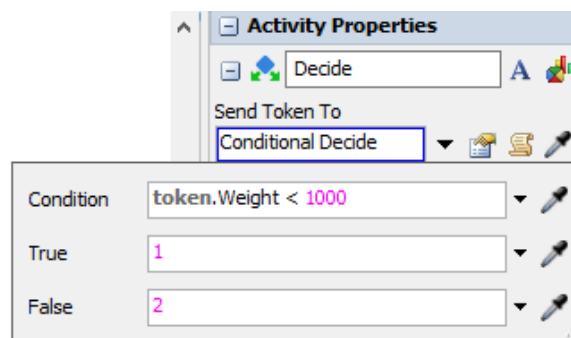 Activity Properties
Decide
A
Send Token To
Conditional Decide
Condition
token.Weight < 1000
True
1
False
2